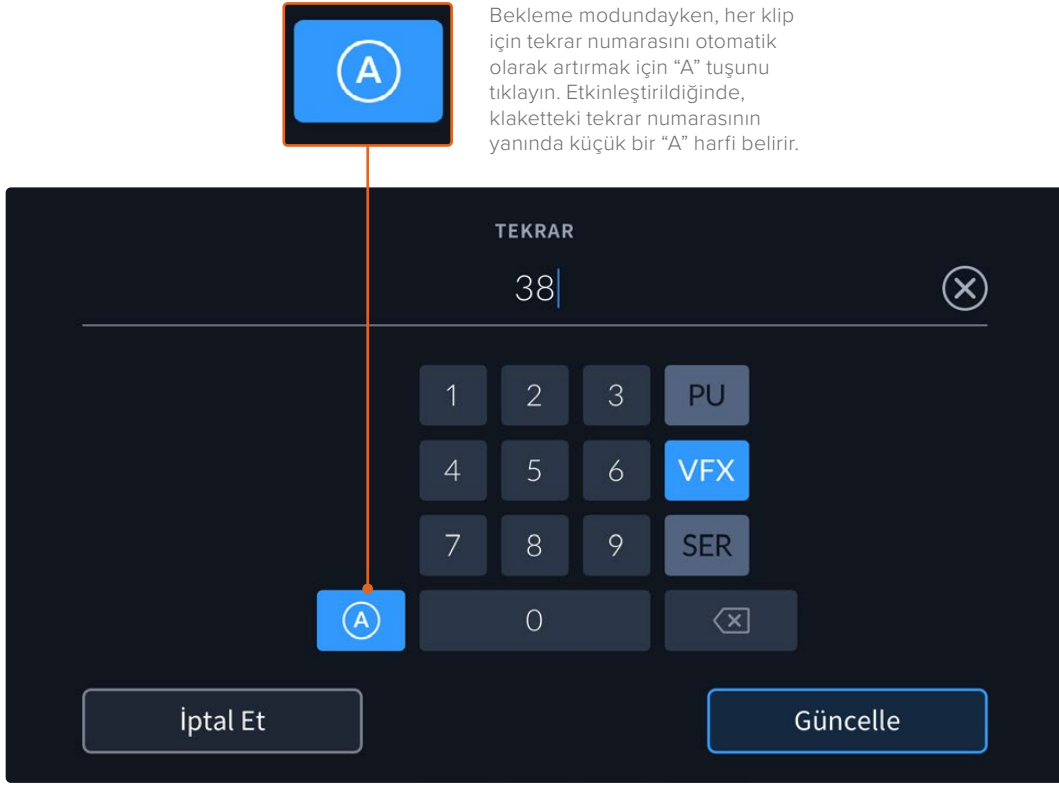 A
Bekleme modundayken, her klip
için tekrar numarasını otomatik
olarak artırmak için “A” tuşunu
tıklayın. Etkinleştirildiğinde,
klaketteki tekrar numarasının
yanında küçük bir “A” harfi belirir.
TEKRAR
38
1 2 3 PU
4 5 6 VFX
7 8 9 SER
A 0
İptal Et Güncelle